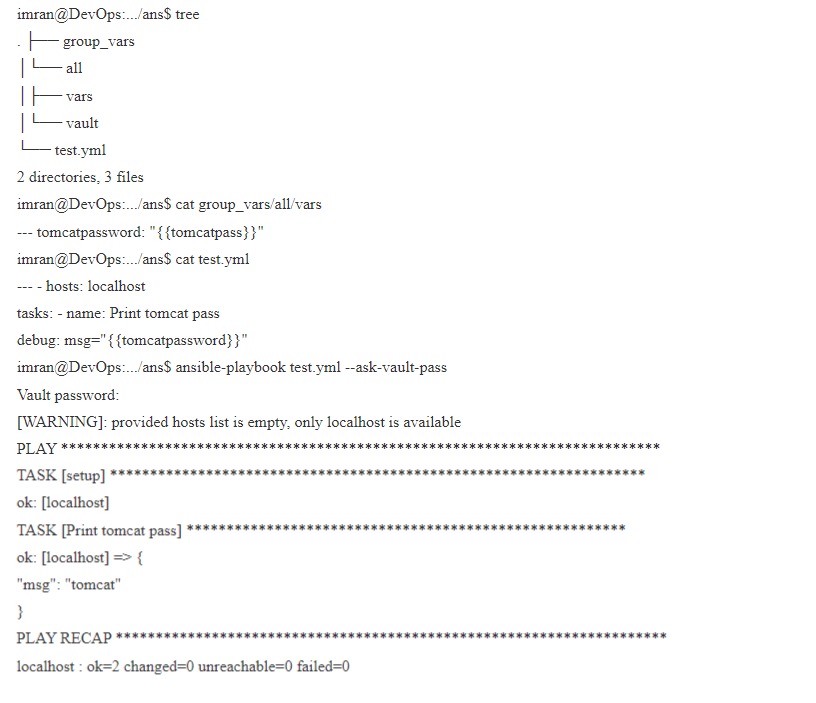 imran@DevOps:.../ans$ tree
. ├── group_vars
│ └── all
│ ├── vars
│ └── vault
└── test.yml
2 directories, 3 files
imran@DevOps:.../ans$ cat group_vars/all/vars
--- tomcatpassword: "{{tomcatpass}}"
imran@DevOps:.../ans$ cat test.yml
--- - hosts: localhost
tasks: - name: Print tomcat pass
debug: msg="{{tomcatpassword}}"
imran@DevOps:.../ans$ ansible-playbook test.yml --ask-vault-pass
Vault password:
[WARNING]: provided hosts list is empty, only localhost is available
PLAY ***************************************************************************
TASK [setup] *******************************************************************
ok: [localhost]
TASK [Print tomcat pass] *******************************************************
ok: [localhost] => {
"msg": "tomcat"
}
PLAY RECAP *********************************************************************
localhost : ok=2 changed=0 unreachable=0 failed=0